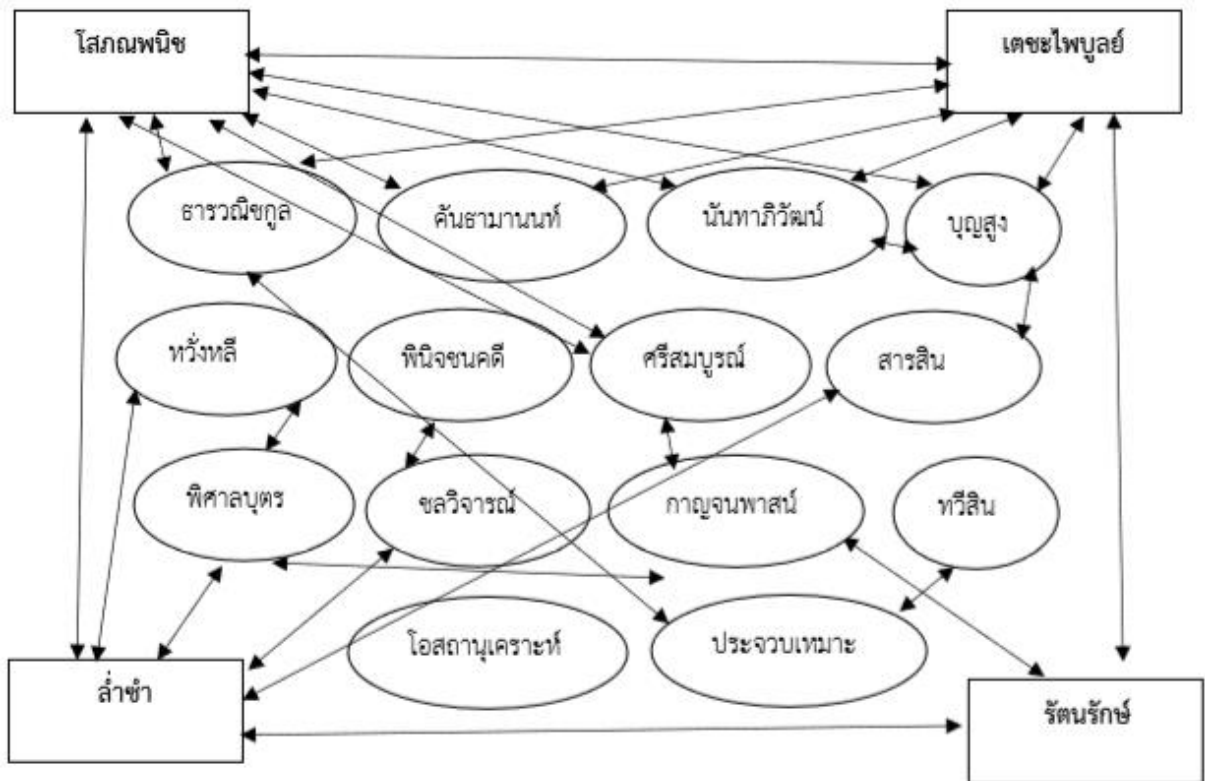 โสภณพนิช
เตชะไพบูลย์
ธารวณิชกูล
คันธามานนท์
นันทาภิวัฒน์
บุญสูง
หวั่งหลี
พินิจชนคดี
ศรีสมบูรณ์
สารสิน
พิศาลบุตร
ชลวิจารณ์
กาญจนพาสน์
ทวีสิน
โอสถานุเคราะห์
ประจวบเหมาะ
ล่ำซำ
รัตนรักษ์